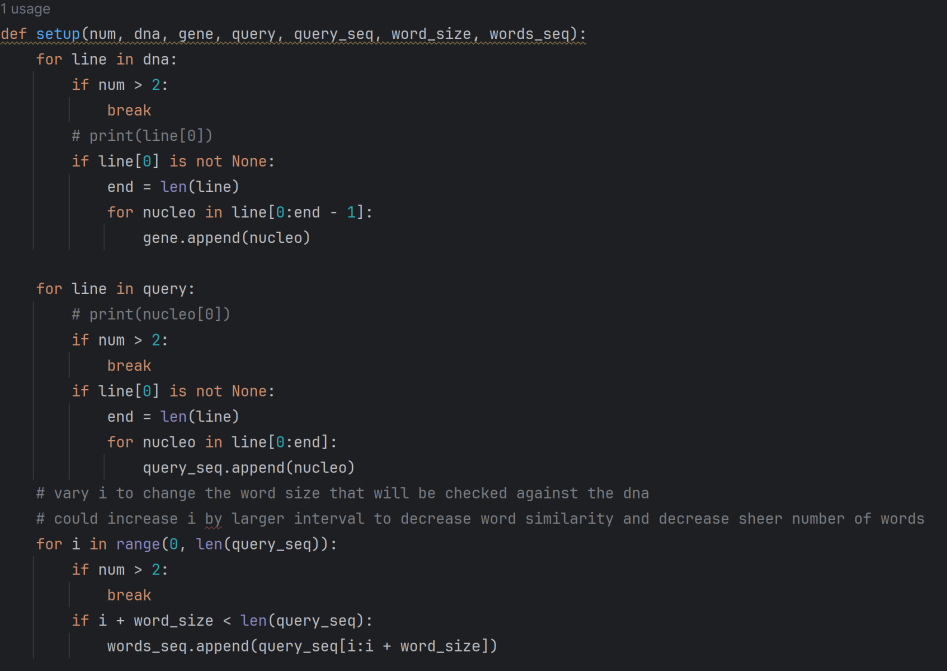 1 usage
def setup(num, dna, gene, query, query_seq, word_size, words_seq):
    for line in dna:
        if num > 2:
            break
        # print(line[0])
        if line[0] is not None:
            end = len(line)
            for nucleo in line[0:end - 1]:
                gene.append(nucleo)

    for line in query:
        # print(nucleo[0])
        if num > 2:
            break
        if line[0] is not None:
            end = len(line)
            for nucleo in line[0:end]:
                query_seq.append(nucleo)
    # vary i to change the word size that will be checked against the dna
    # could increase i by larger interval to decrease word similarity and decrease sheer number of words
    for i in range(0, len(query_seq)):
        if num > 2:
            break
        if i + word_size < len(query_seq):
            words_seq.append(query_seq[i:i + word_size])